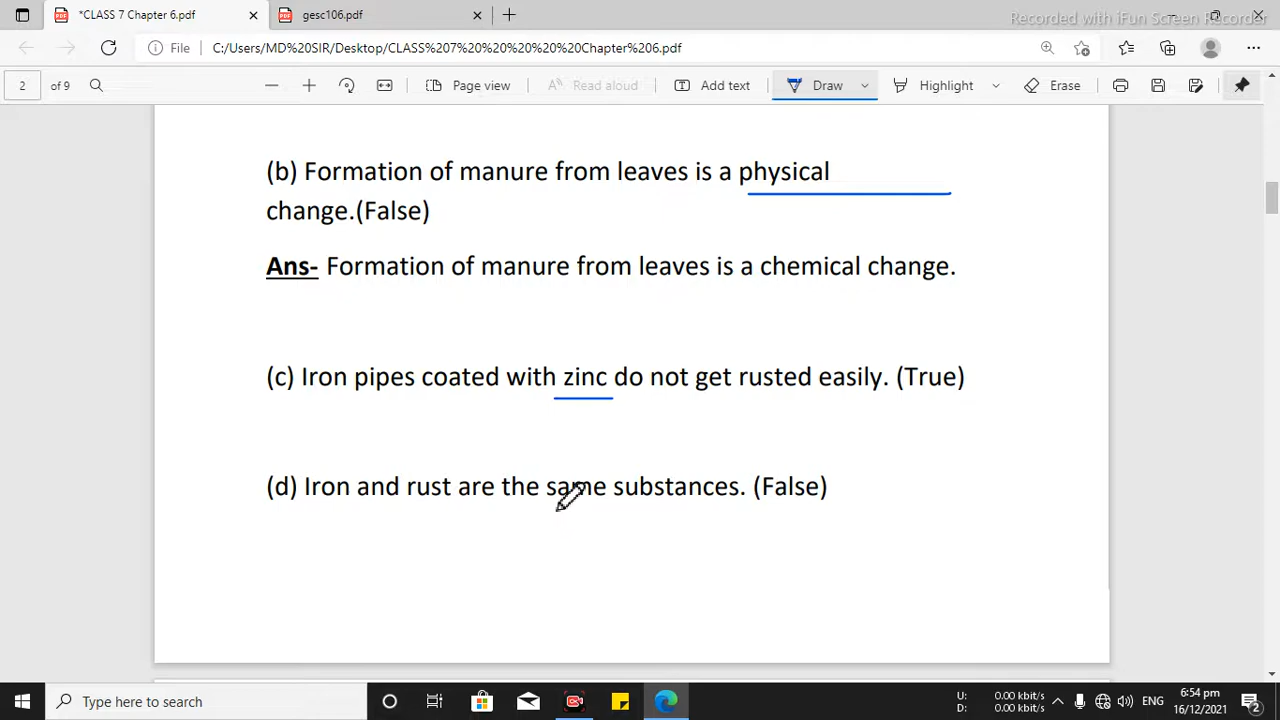 *CLASS 7 Chapter 6.pdf
gesc106.pdf
Recorded with iFun Screen Recorder
File
C:/Users/MD%20SIR/Desktop/CLASS%207%20%20%20%20%20Chapter%206.pdf
2 of 9
Page view
Read aloud
Add text
Draw
Highlight
Erase
(b) Formation of manure from leaves is a physical
change.(False)
Ans- Formation of manure from leaves is a chemical change.
(c) Iron pipes coated with zinc do not get rusted easily. (True)
(d) Iron and rust are the same substances. (False)
Type here to search
U: 0.00 kbit/s
D: 0.00 kbit/s
ENG
6:54 pm
16/12/2021
2